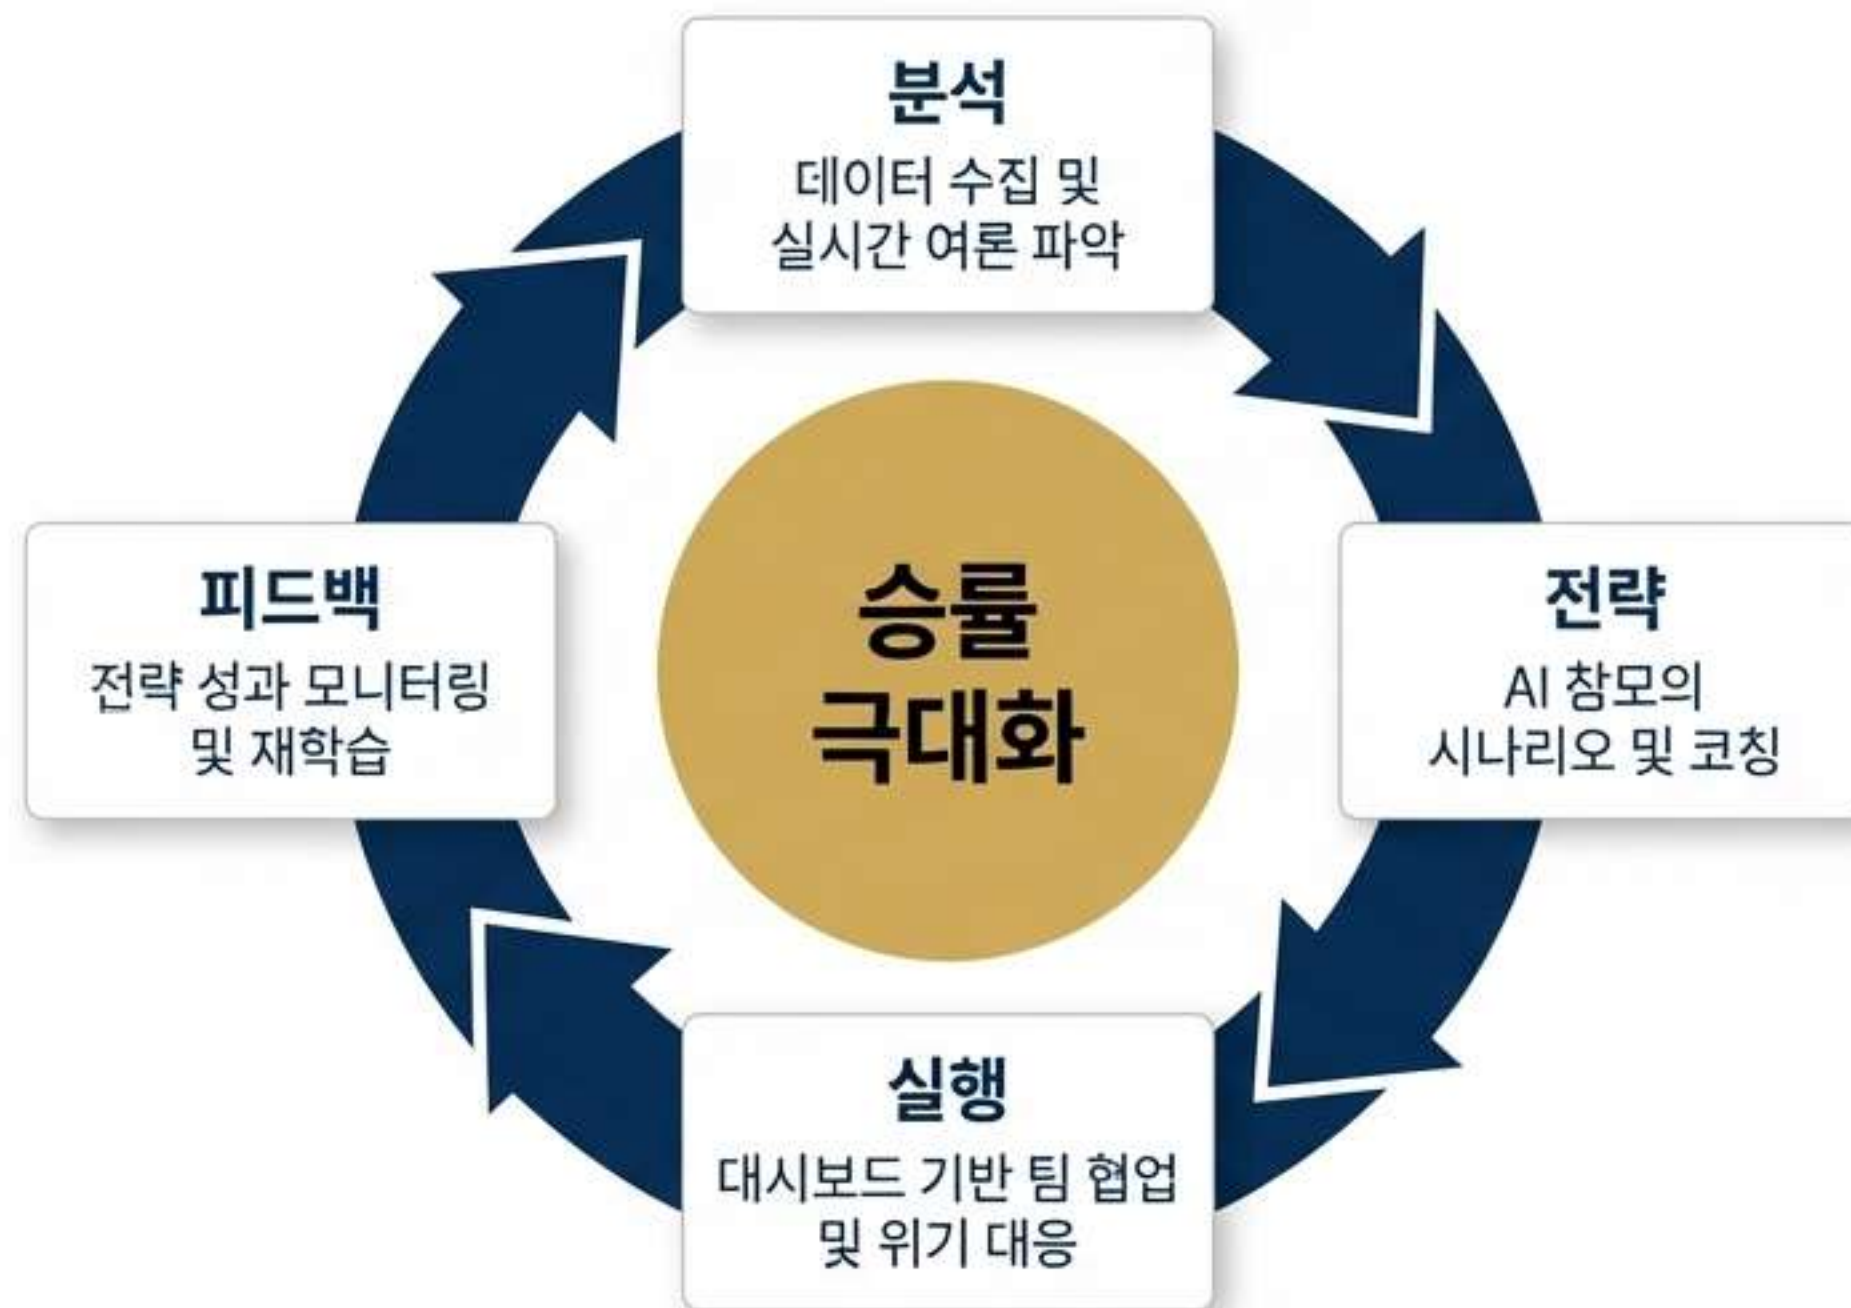 분석
데이터 수집 및
실시간 여론 파악
피드백
전략 성과 모니터링
및 재학습
승률
극대화
전략
AI 참모의
시나리오 및 코칭
실행
대시보드 기반 팀 협업
및 위기 대응